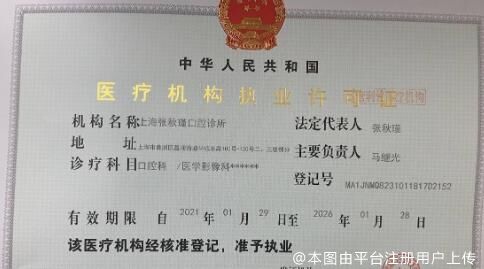 中华人民共和国
医疗机构执业许可证
机构名称 上海张秋瑾口腔诊所 法定代表人 张秋瑾
地址
主要负责人 马继光
诊疗科目 口腔科 /医学影像科******
登记号 MA1JNMQ8231011817O2152
有效期限 自 2021 年 01 月 29 日至 2026 年 01 月 28 日
该医疗机构经核准登记,准予执业
@本图由平台注册用户上传